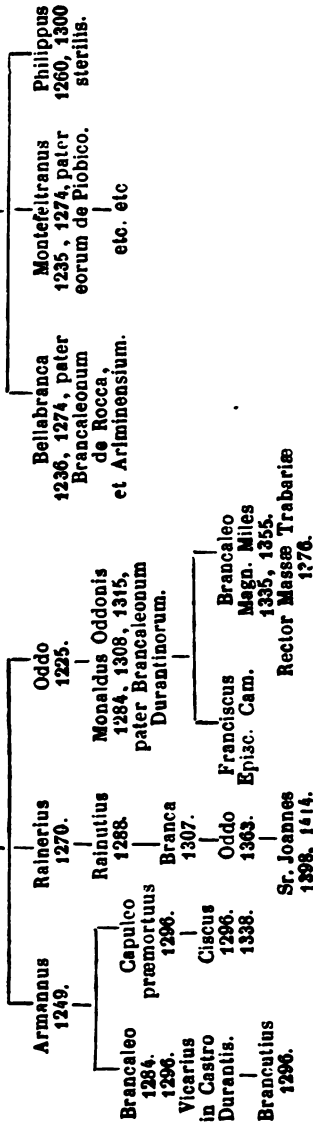 Armannus
1249.
Rainerius
1270.
Oddo
1225.
Bellabranca
1236, 1274, pater
Brancaleonum
de Rocca,
et Ariminensium.
Montefeltranus
1235, 1274, pater
eorum de Piobico.
etc. etc
Philippus
1260, 1300
sterilis.
Brancaleo
1284.
1296.
Vicarius
in Castro
Durantis.
Brancutius
1296.
Capuleo
præmortuus
1296.
Ciscus
1296.
1338.
Rainutius
1288.
Branca
1307.
Oddo
1363.
Sr. Joannes
1398. 1414.
Monaldus Oddonis
1284, 1308, 1315,
pater Brancaleonum
Durantinorum.
Franciscus
Episc. Cam.
Brancaleo
Magn. Miles
1335, 1355.
Rector Massæ Trabariæ